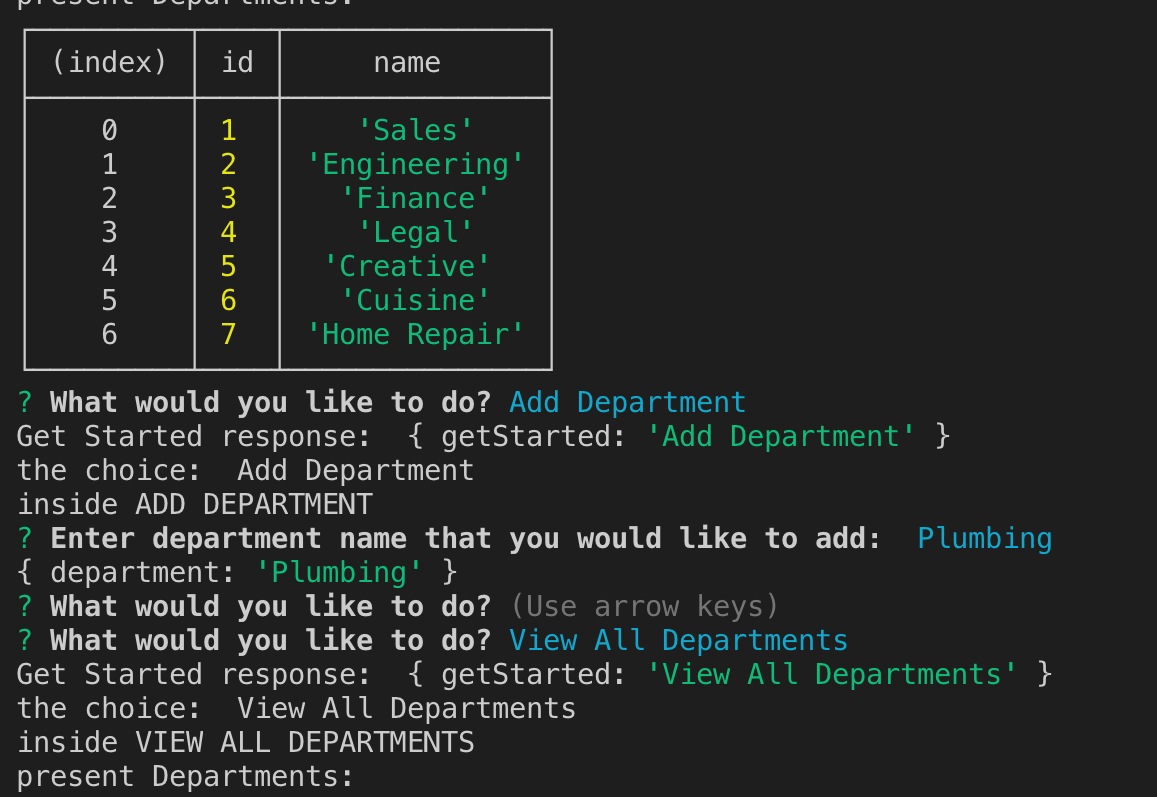 present Departments:
(index) id name
0 1 'Sales'
1 2 'Engineering'
2 3 'Finance'
3 4 'Legal'
4 5 'Creative'
5 6 'Cuisine'
6 7 'Home Repair'
? What would you like to do? Add Department
Get Started response:  { getStarted: 'Add Department' }
the choice:  Add Department
inside ADD DEPARTMENT
? Enter department name that you would like to add:  Plumbing
{ department: 'Plumbing' }
? What would you like to do? (Use arrow keys)
? What would you like to do? View All Departments
Get Started response:  { getStarted: 'View All Departments' }
the choice:  View All Departments
inside VIEW ALL DEPARTMENTS
present Departments: